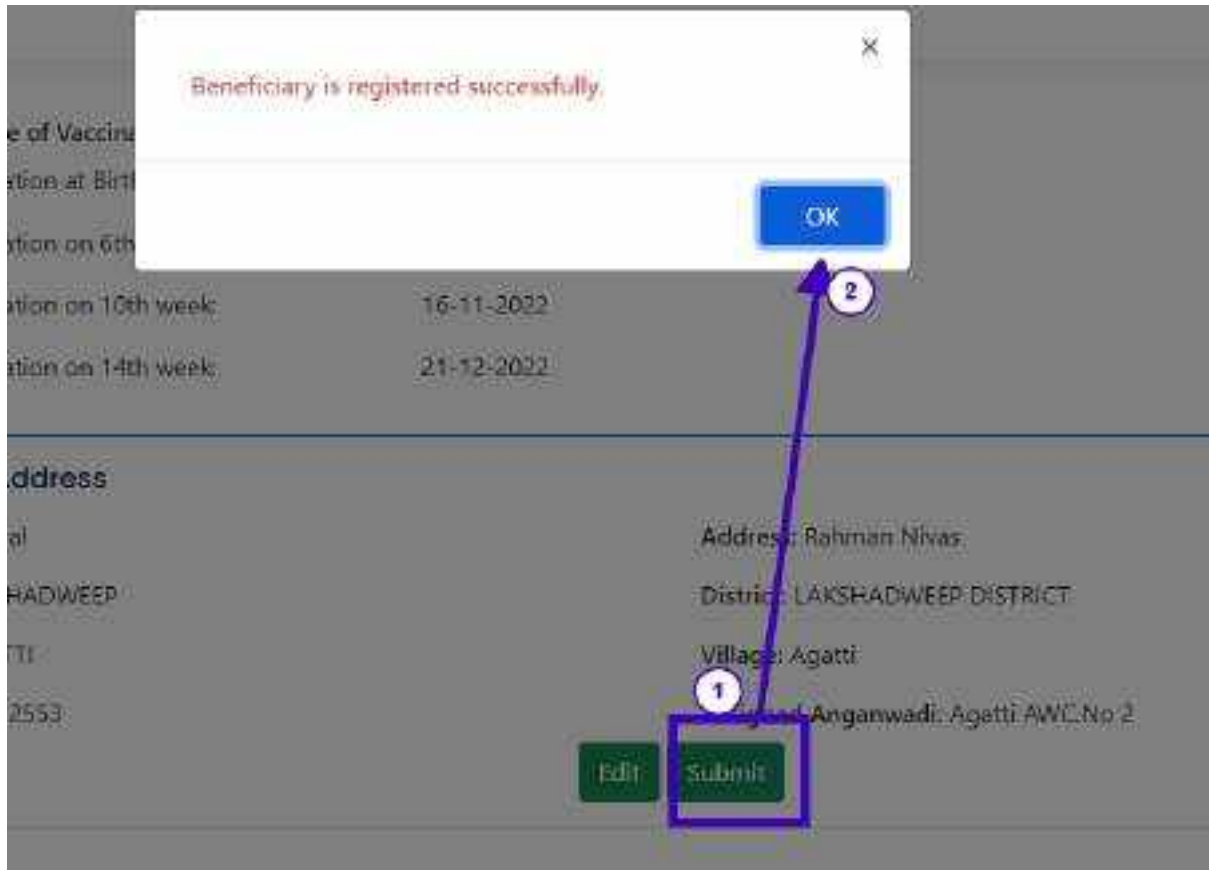 ×
Beneficiary is registered successfully.
OK
2
e of Vaccina
ation at Birt
ation on 6th
ation on 10th week: 16-11-2022
ation on 14th week: 21-12-2022
ddress
al Address: Rahman Nivas
HADWEEP District: LAKSHADWEEP DISTRICT
TTI Village: Agatti
1
2553 Anganwadi: Agatti AWC.No 2
Edit Submit